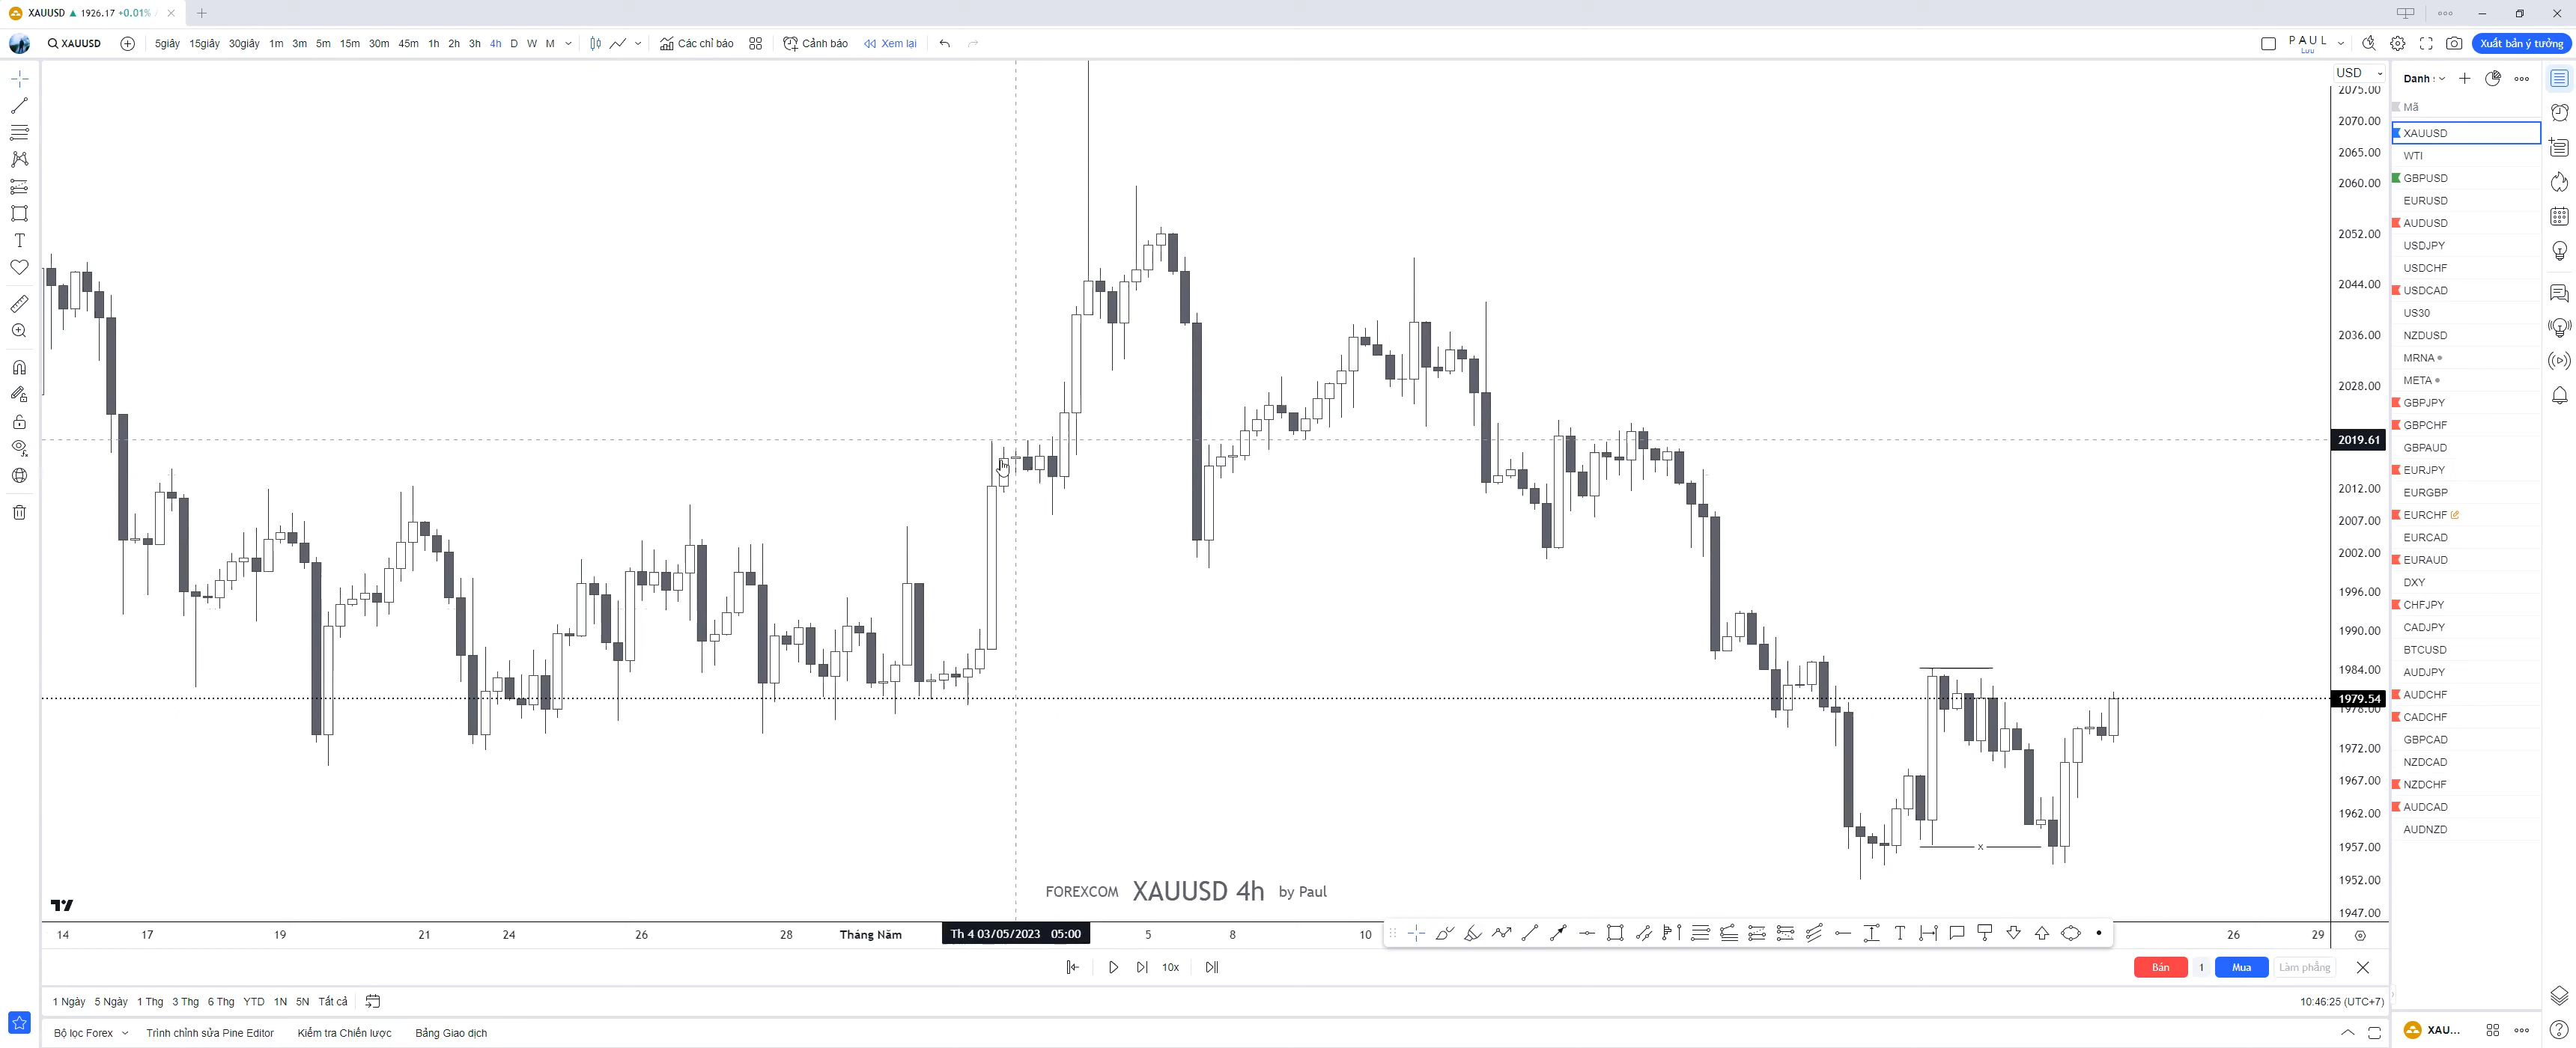 XAUUSD ▲ 1926.17 +0.01% /
XAUUSD 5giây 15giây 30giây 1m 3m 5m 15m 30m 45m 1h 2h 3h 4h D W M Các chỉ báo Cảnh báo Xem lại PAUL Lưu Xuất bản ý tưởng
USD
2075.00
2070.00
2065.00
2060.00
2052.00
2044.00
2036.00
2028.00
2019.61
2012.00
2007.00
2002.00
1996.00
1990.00
1984.00
1979.54
1978.00
1972.00
1967.00
1962.00
1957.00
1952.00
1947.00
x
FOREXCOM XAUUSD 4h by Paul
14 17 19 21 24 26 28 Tháng Năm Th 4 03/05/2023 05:00 5 8 10 26 29
10x Bán 1 Mua Làm phẳng
1 Ngày 5 Ngày 1 Thg 3 Thg 6 Thg YTD 1N 5N Tất cả 10:46:25 (UTC+7)
Bộ lọc Forex Trình chỉnh sửa Pine Editor Kiểm tra Chiến lược Bảng Giao dịch
Danh :
Mã
XAUUSD
WTI
GBPUSD
EURUSD
AUDUSD
USDJPY
USDCHF
USDCAD
US30
NZDUSD
MRNA
META
GBPJPY
GBPCHF
GBPAUD
EURJPY
EURGBP
EURCHF
EURCAD
EURAUD
DXY
CHFJPY
CADJPY
BTCUSD
AUDJPY
AUDCHF
CADCHF
GBPCAD
NZDCAD
NZDCHF
AUDCAD
AUDNZD
XAU...